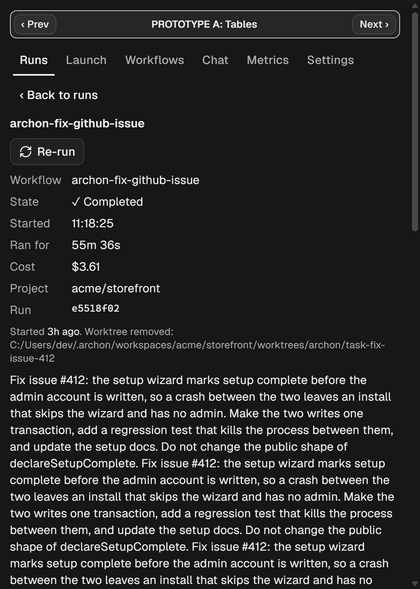 ‹ Prev
PROTOTYPE A: Tables
Next ›
Runs Launch Workflows Chat Metrics Settings
‹ Back to runs
archon-fix-github-issue
Re-run
Workflow archon-fix-github-issue
State ✓ Completed
Started 11:18:25
Ran for 55m 36s
Cost $3.61
Project acme/storefront
Run e5518f02
Started 3h ago. Worktree removed:
C:/Users/dev/.archon/workspaces/acme/storefront/worktrees/archon/task-fix-
issue-412
Fix issue #412: the setup wizard marks setup complete before the
admin account is written, so a crash between the two leaves an install
that skips the wizard and has no admin. Make the two writes one
transaction, add a regression test that kills the process between them,
and update the setup docs. Do not change the public shape of
declareSetupComplete. Fix issue #412: the setup wizard marks setup
complete before the admin account is written, so a crash between the
two leaves an install that skips the wizard and has no admin. Make the
two writes one transaction, add a regression test that kills the process
between them, and update the setup docs. Do not change the public
shape of declareSetupComplete. Fix issue #412: the setup wizard
marks setup complete before the admin account is written, so a crash
between the two leaves an install that skips the wizard and has no